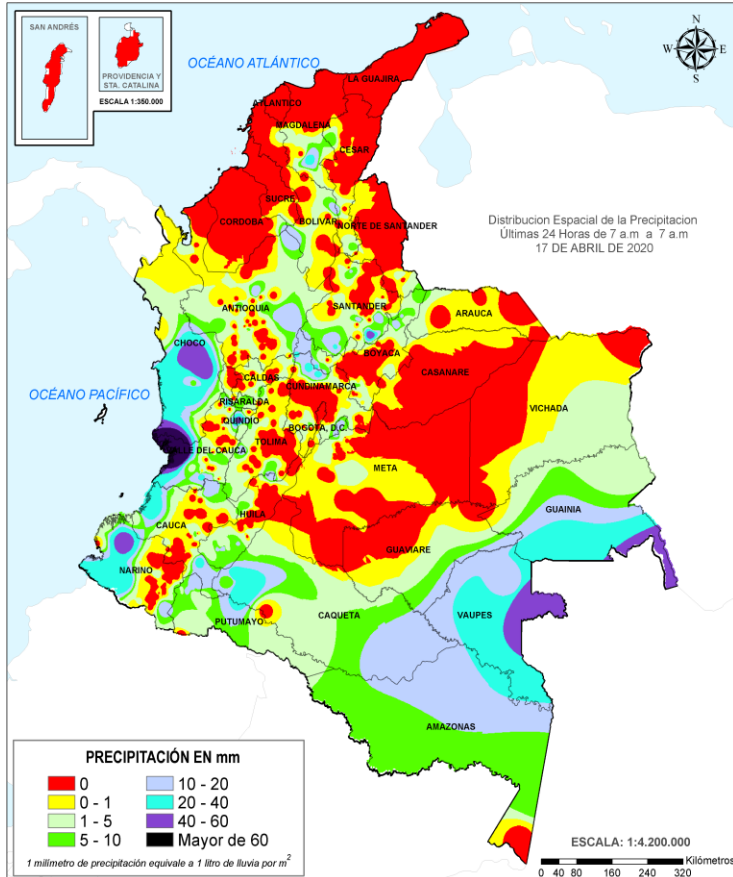 SAN ANDRÉS
PROVIDENCIA Y
STA. CATALINA
ESCALA 1:350.000
N
W
E
S
OCÉANO ATLÁNTICO
LA GUAJIRA
ATLANTICO
MAGDALENA
CESAR
SUCRE
CORDOBA
BOLIVAR
NORTE DE SANTANDER
Distribucion Espacial de la Precipitacion
Últimas 24 Horas de 7 a.m a 7 a.m
17 DE ABRIL DE 2020
ANTIOQUIA
SANTANDER
ARAUCA
CHOCO
BOYACA
CASANARE
CALDAS
CUNDINAMARCA
OCÉANO PACÍFICO
RISARALDA
VICHADA
QUINDIO
BOGOTA, D.C.
VALLE DEL CAUCA
TOLIMA
META
GUAINIA
CAUCA
HUILA
GUAVIARE
NARINO
CAQUETA
VAUPES
PUTUMAYO
AMAZONAS
PRECIPITACIÓN EN mm
0
10 - 20
0 - 1
20 - 40
1 - 5
40 - 60
5 - 10
Mayor de 60
1 milímetro de precipitación equivale a 1 litro de lluvia por m²
ESCALA: 1:4.200.000
Kilómetros
0 40 80 160 240 320